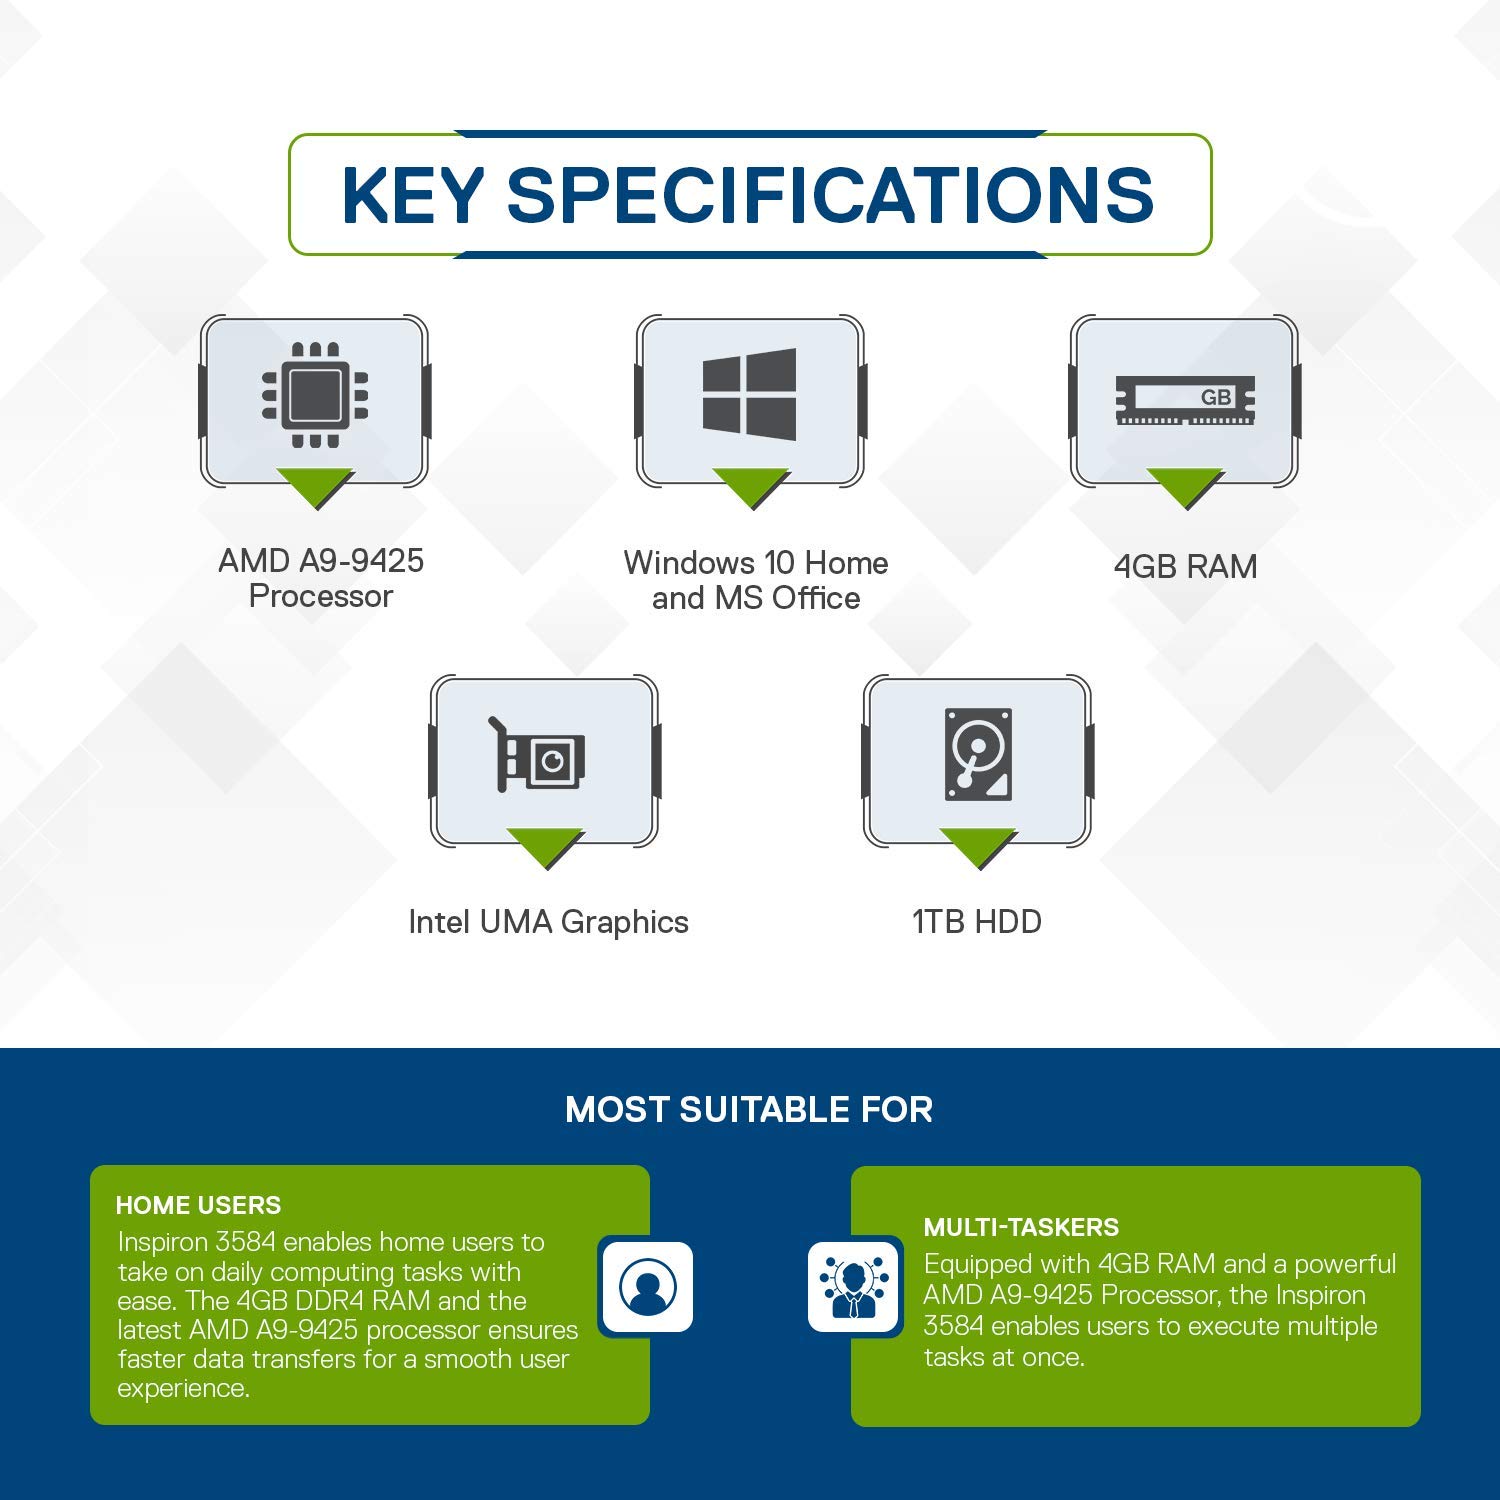 KEY SPECIFICATIONS
GB
AMD A9-9425
Processor
Windows 10 Home
and MS Office
4GB RAM
Intel UMA Graphics
1TB HDD
MOST SUITABLE FOR
HOME USERS
Inspiron 3584 enables home users to
take on daily computing tasks with
ease. The 4GB DDR4 RAM and the
latest AMD A9-9425 processor ensures
faster data transfers for a smooth user
experience.
MULTI-TASKERS
Equipped with 4GB RAM and a powerful
AMD A9-9425 Processor, the Inspiron
3584 enables users to execute multiple
tasks at once.